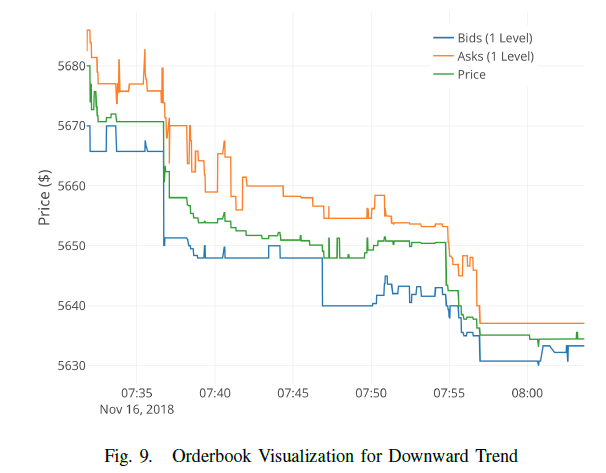 Bids (1 Level)
Asks (1 Level)
Price
Price ($)
5680
5670
5660
5650
5640
5630
07:35
07:40
07:45
07:50
07:55
08:00
Nov 16, 2018
Fig. 9. Orderbook Visualization for Downward Trend